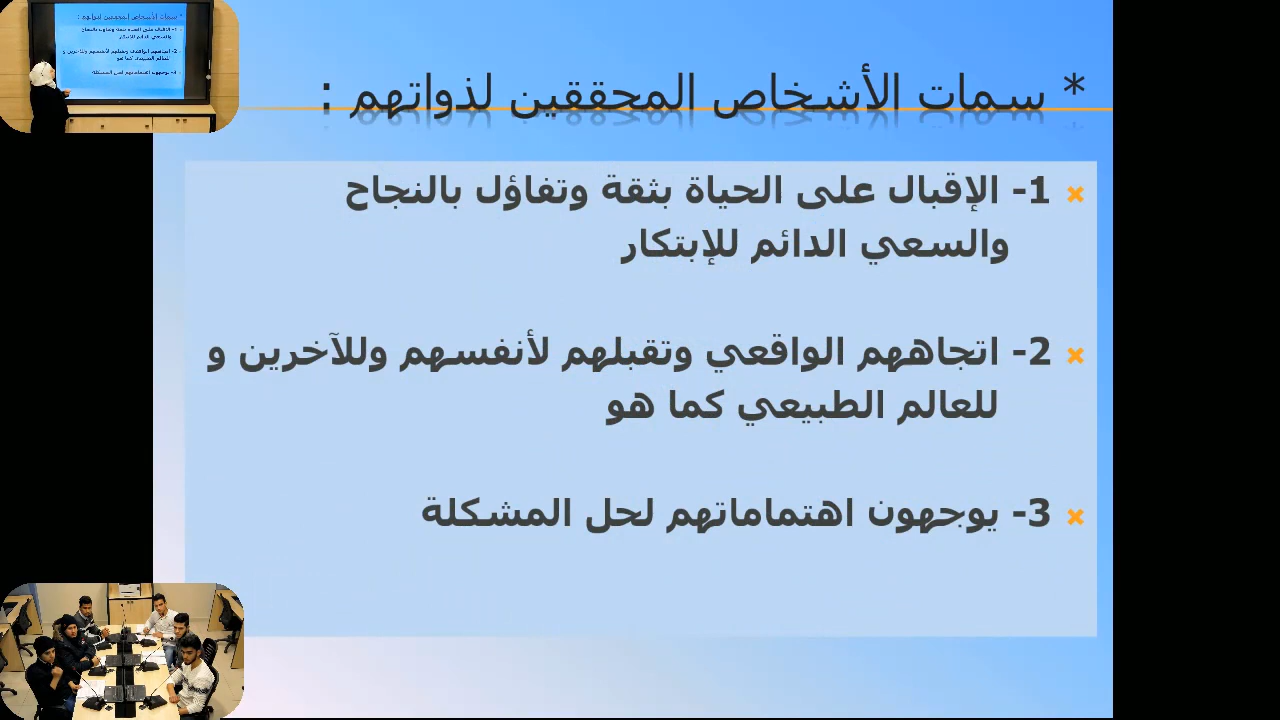 * سمات الأشخاص المحققين لذواتهم :
1- الإقبال على الحياة بثقة وتفاؤل بالنجاح
والسعي الدائم للإبتكار
2- اتجاههم الواقعي وتقبلهم لأنفسهم وللآخرين و
للعالم الطبيعي كما هو
3- يوجهون اهتماماتهم لحل المشكلة